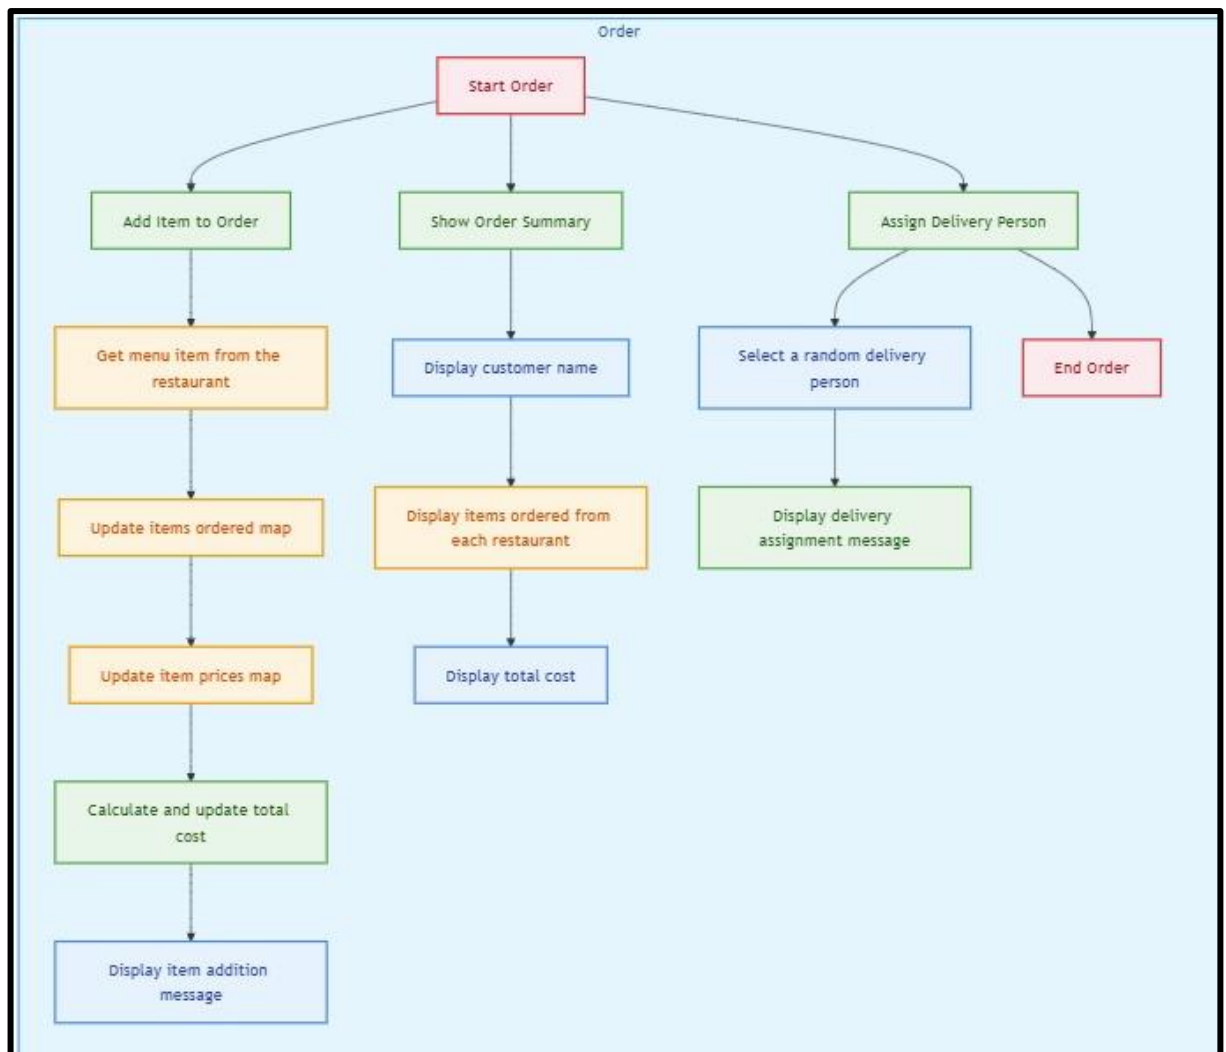 Order
Start Order
Add Item to Order
Show Order Summary
Assign Delivery Person
Get menu item from the
restaurant
Display customer name
Select a random delivery
person
End Order
Update items ordered map
Display items ordered from
each restaurant
Display delivery
assignment message
Update item prices map
Display total cost
Calculate and update total
cost
Display item addition
message